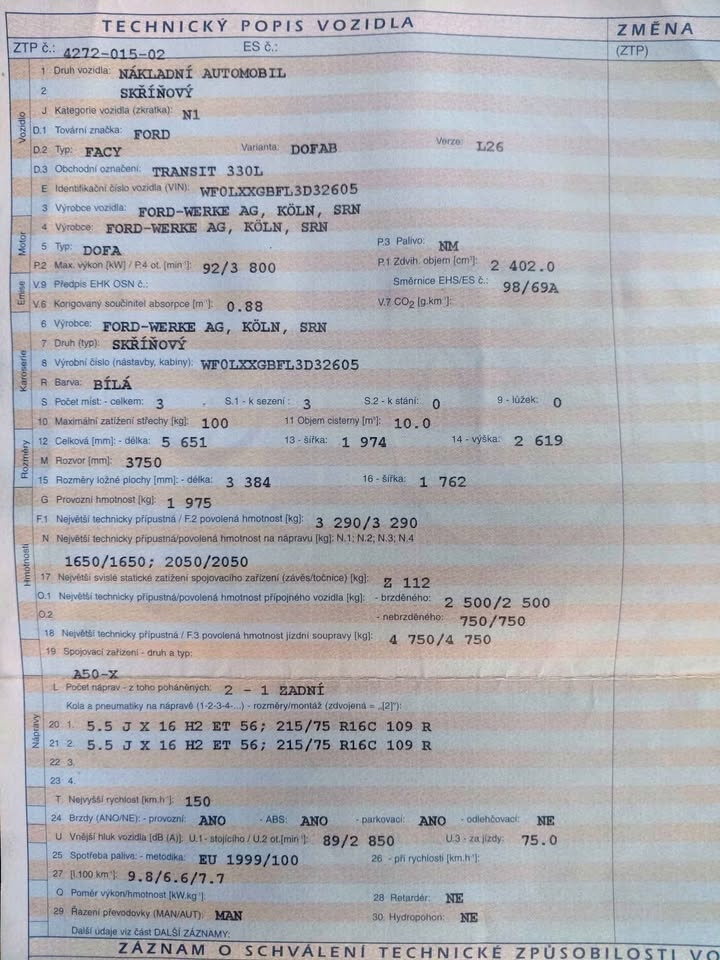 TECHNICKÝ POPIS VOZIDLA
ZMĚNA
ZTP č.: 4272-015-02 ES č.: (ZTP)
1 Druh vozidla: NÁKLADNÍ AUTOMOBIL
2 SKŘÍŇOVÝ
Vozidlo
J Kategorie vozidla (zkratka): N1
D.1 Tovární značka: FORD
D.2 Typ: FACY Varianta: DOFAB Verze: L26
D.3 Obchodní označení: TRANSIT 330L
E Identifikační číslo vozidla (VIN): WF0LXXGBFL3D32605
3 Výrobce vozidla: FORD-WERKE AG, KÖLN, SRN
Motor
4 Výrobce: FORD-WERKE AG, KÖLN, SRN
5 Typ: DOFA P.3 Palivo: NM
P.2 Max. výkon [kW] / P.4 ot. [min⁻¹]: 92/3 800 P.1 Zdvih. objem [cm³]: 2 402.0
Emise
V.9 Předpis EHK OSN č.: Směrnice EHS/ES č.: 98/69A
V.6 Korigovaný součinitel absorpce [m⁻¹]: 0.88 V.7 CO₂ [g.km⁻¹]:
Karoserie
6 Výrobce: FORD-WERKE AG, KÖLN, SRN
7 Druh (typ): SKŘÍŇOVÝ
8 Výrobní číslo (nástavby, kabiny): WF0LXXGBFL3D32605
R Barva: BÍLÁ
S Počet míst - celkem: 3 S.1 - k sezení : 3 S.2 - k stání: 0 9 - lůžek: 0
10 Maximální zatížení střechy [kg]: 100 11 Objem cisterny [m³]: 10.0
Rozměry
12 Celková [mm]: - délka: 5 651 13 - šířka: 1 974 14 - výška: 2 619
M Rozvor [mm]: 3750
15 Rozměry ložné plochy [mm]: - délka: 3 384 16 - šířka: 1 762
Hmotnosti
G Provozní hmotnost [kg]: 1 975
F.1 Největší technicky přípustná / F.2 povolená hmotnost [kg]: 3 290/3 290
N Největší technicky přípustná/povolená hmotnost na nápravu [kg]: N.1; N.2; N.3; N.4
1650/1650; 2050/2050
17 Největší svislé statické zatížení spojovacího zařízení (závěs/točnice) [kg]: Z 112
O.1 Největší technicky přípustná/povolená hmotnost přípojného vozidla [kg]: - brzděného: 2 500/2 500
O.2 - nebrzděného: 750/750
18 Největší technicky přípustná / F.3 povolená hmotnost jízdní soupravy [kg]: 4 750/4 750
19 Spojovací zařízení - druh a typ:
A50-X
Nápravy
L Počet náprav - z toho poháněných: 2 - 1 ZADNÍ
Kola a pneumatiky na nápravě (1-2-3-4-...) - rozměry/montáž (zdvojená = „[2]"):
20 1. 5.5 J X 16 H2 ET 56; 215/75 R16C 109 R
21 2. 5.5 J X 16 H2 ET 56; 215/75 R16C 109 R
22 3.
23 4.
T Nejvyšší rychlost [km.h⁻¹]: 150
24 Brzdy (ANO/NE): - provozní: ANO - ABS: ANO - parkovací: ANO - odlehčovací: NE
U Vnější hluk vozidla [dB (A)]: U.1 - stojícího / U.2 ot.[min⁻¹]: 89/2 850 U.3 - za jízdy: 75.0
25 Spotřeba paliva: - metodika: EU 1999/100 26 - při rychlosti [km.h⁻¹]:
27 [l.100 km⁻¹]: 9.8/6.6/7.7
Q Poměr výkon/hmotnost [kW.kg⁻¹]: 28 Retardér: NE
29 Řazení převodovky (MAN/AUT): MAN 30 Hydropohon: NE
Další údaje viz část DALŠÍ ZÁZNAMY:
ZÁZNAM O SCHVÁLENÍ TECHNICKÉ ZPŮSOBILOSTI VO